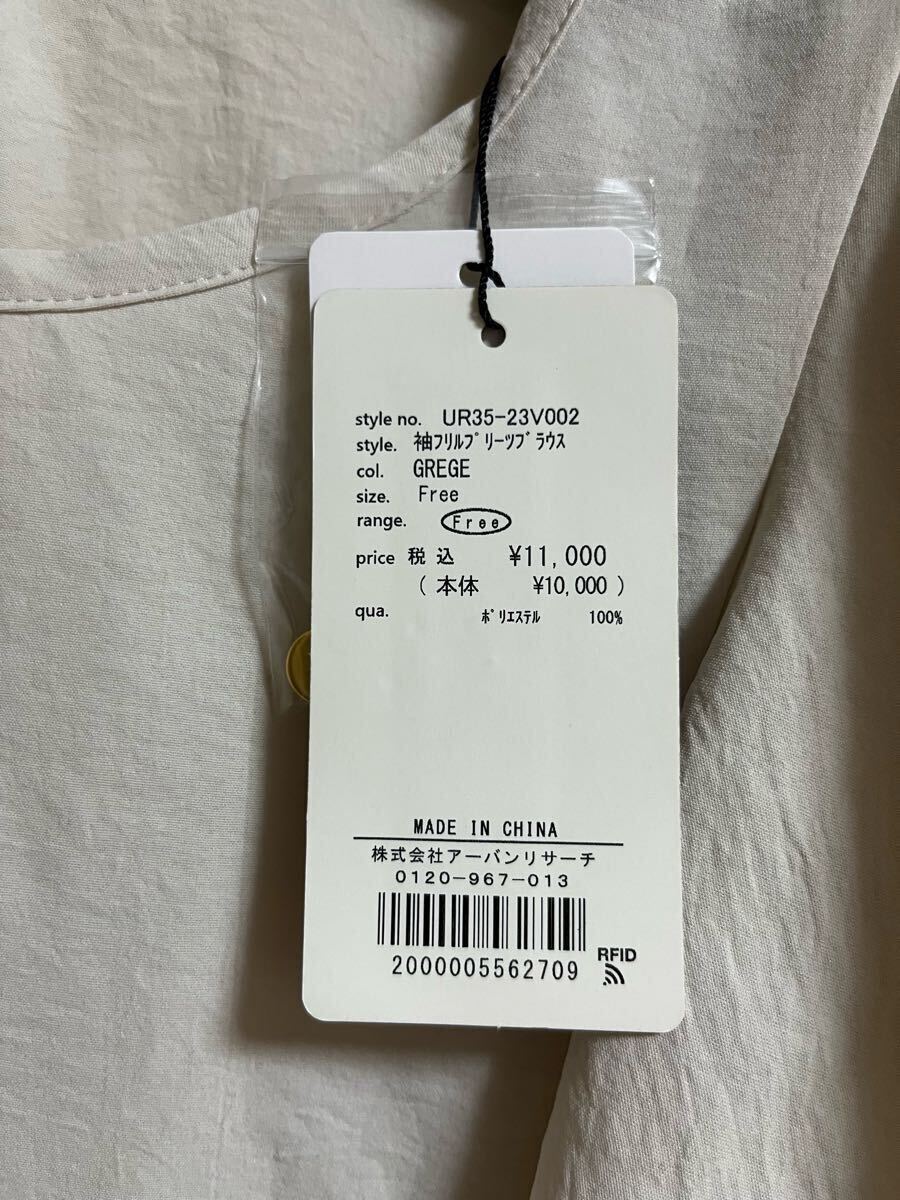 style no. UR35-23V002
style. 袖ﾌﾘﾙﾌﾟﾘｰﾂﾌﾞﾗｳｽ
col. GREGE
size. Free
range. Free
price 税込 ¥11,000
( 本体 ¥10,000 )
qua. ﾎﾟﾘｴｽﾃﾙ 100%
MADE IN CHINA
株式会社アーバンリサーチ
0120-967-013
2000005562709
RFID